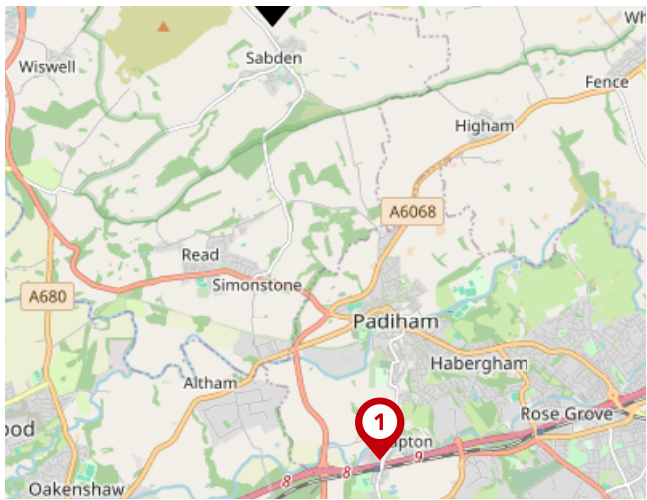 Wh
Sabden
Wiswell
Fence
Higham
A6068
Read
Simonstone
A680
Padiham
Habergham
Altham
Rose Grove
1
pton
ood
9
8
8
Oakenshaw